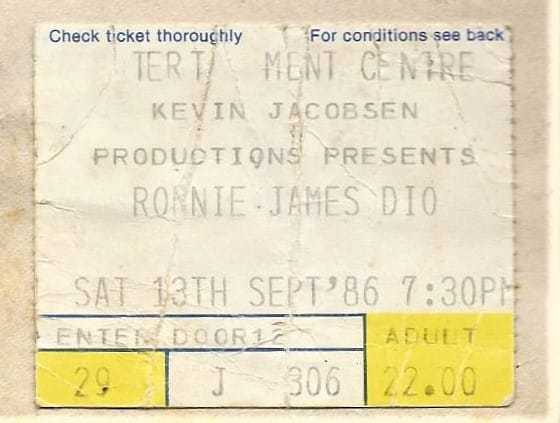 Check ticket thoroughly For conditions see back
TERT MENT CENTRE
KEVIN JACOBSEN
PRODUCTIONS PRESENTS
RONNIE JAMES DIO
SAT 13TH SEPT'86 7:30PM
ENTER DOOR12 ADULT
29 J 306 22.00